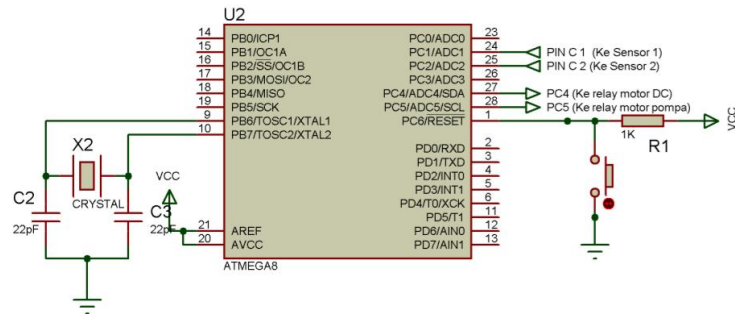 U2
14 PB0/ICP1 PC0/ADC0 23
15 PB1/OC1A PC1/ADC1 24 PIN C 1 (Ke Sensor 1)
16 PB2/SS/OC1B PC2/ADC2 25 PIN C 2 (Ke Sensor 2)
17 PB3/MOSI/OC2 PC3/ADC3 26
18 PB4/MISO PC4/ADC4/SDA 27 PC4 (Ke relay motor DC)
19 PB5/SCK PC5/ADC5/SCL 28 PC5 (Ke relay motor pompa)
9 PB6/TOSC1/XTAL1 PC6/RESET 1
10 PB7/TOSC2/XTAL2
VCC
1K
R1
PD0/RXD 2
PD1/TXD 3
PD2/INT0 4
PD3/INT1 5
PD4/T0/XCK 6
PD5/T1 11
21 AREF PD6/AIN0 12
20 AVCC PD7/AIN1 13
ATMEGA8
X2
CRYSTAL
C2
22pF
C3
22pF
VCC